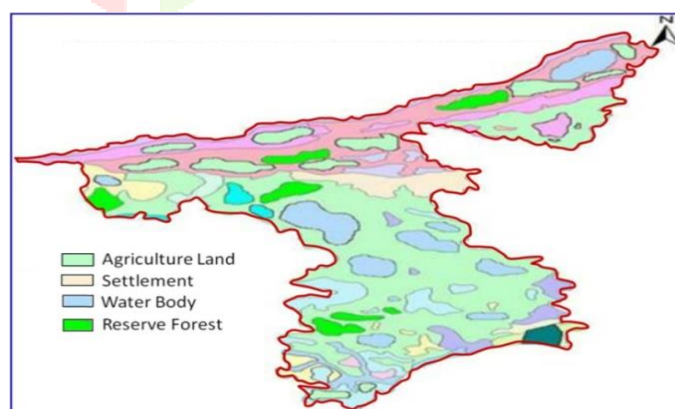 N
Agriculture Land
Settlement
Water Body
Reserve Forest